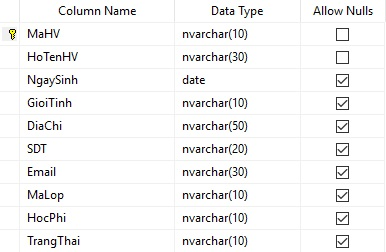 Column Name Data Type Allow Nulls
MaHV nvarchar(10)
HoTenHV nvarchar(30)
NgaySinh date
GioiTinh nvarchar(10)
DiaChi nvarchar(50)
SDT nvarchar(20)
Email nvarchar(30)
MaLop nvarchar(10)
HocPhi nvarchar(10)
TrangThai nvarchar(10)